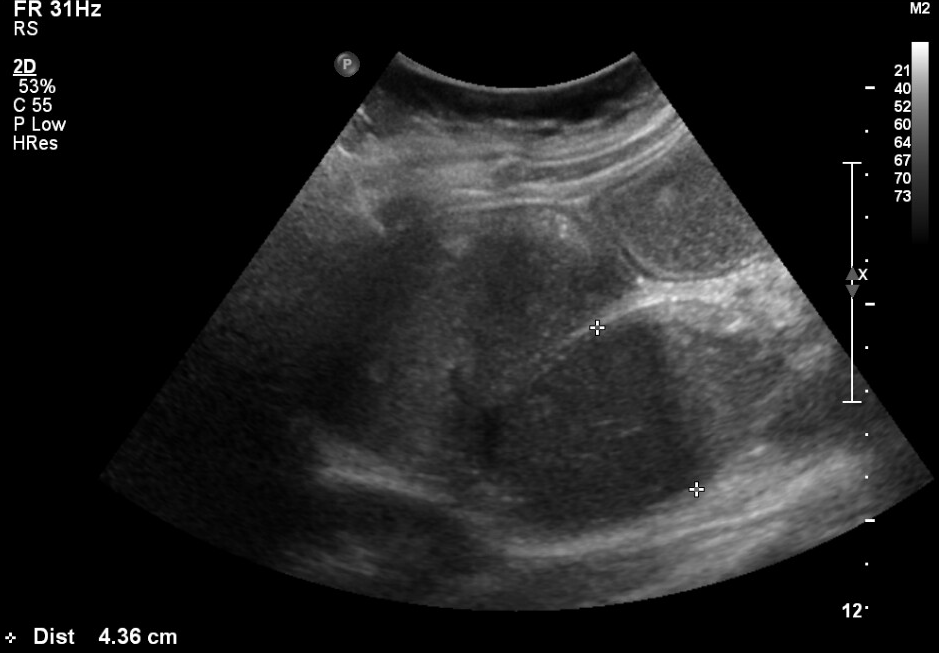 FR 31Hz
RS
2D
53%
C 55
P Low
HRes
P
M2
21
40
52
60
64
67
70
73
X
12
Dist 4.36 cm